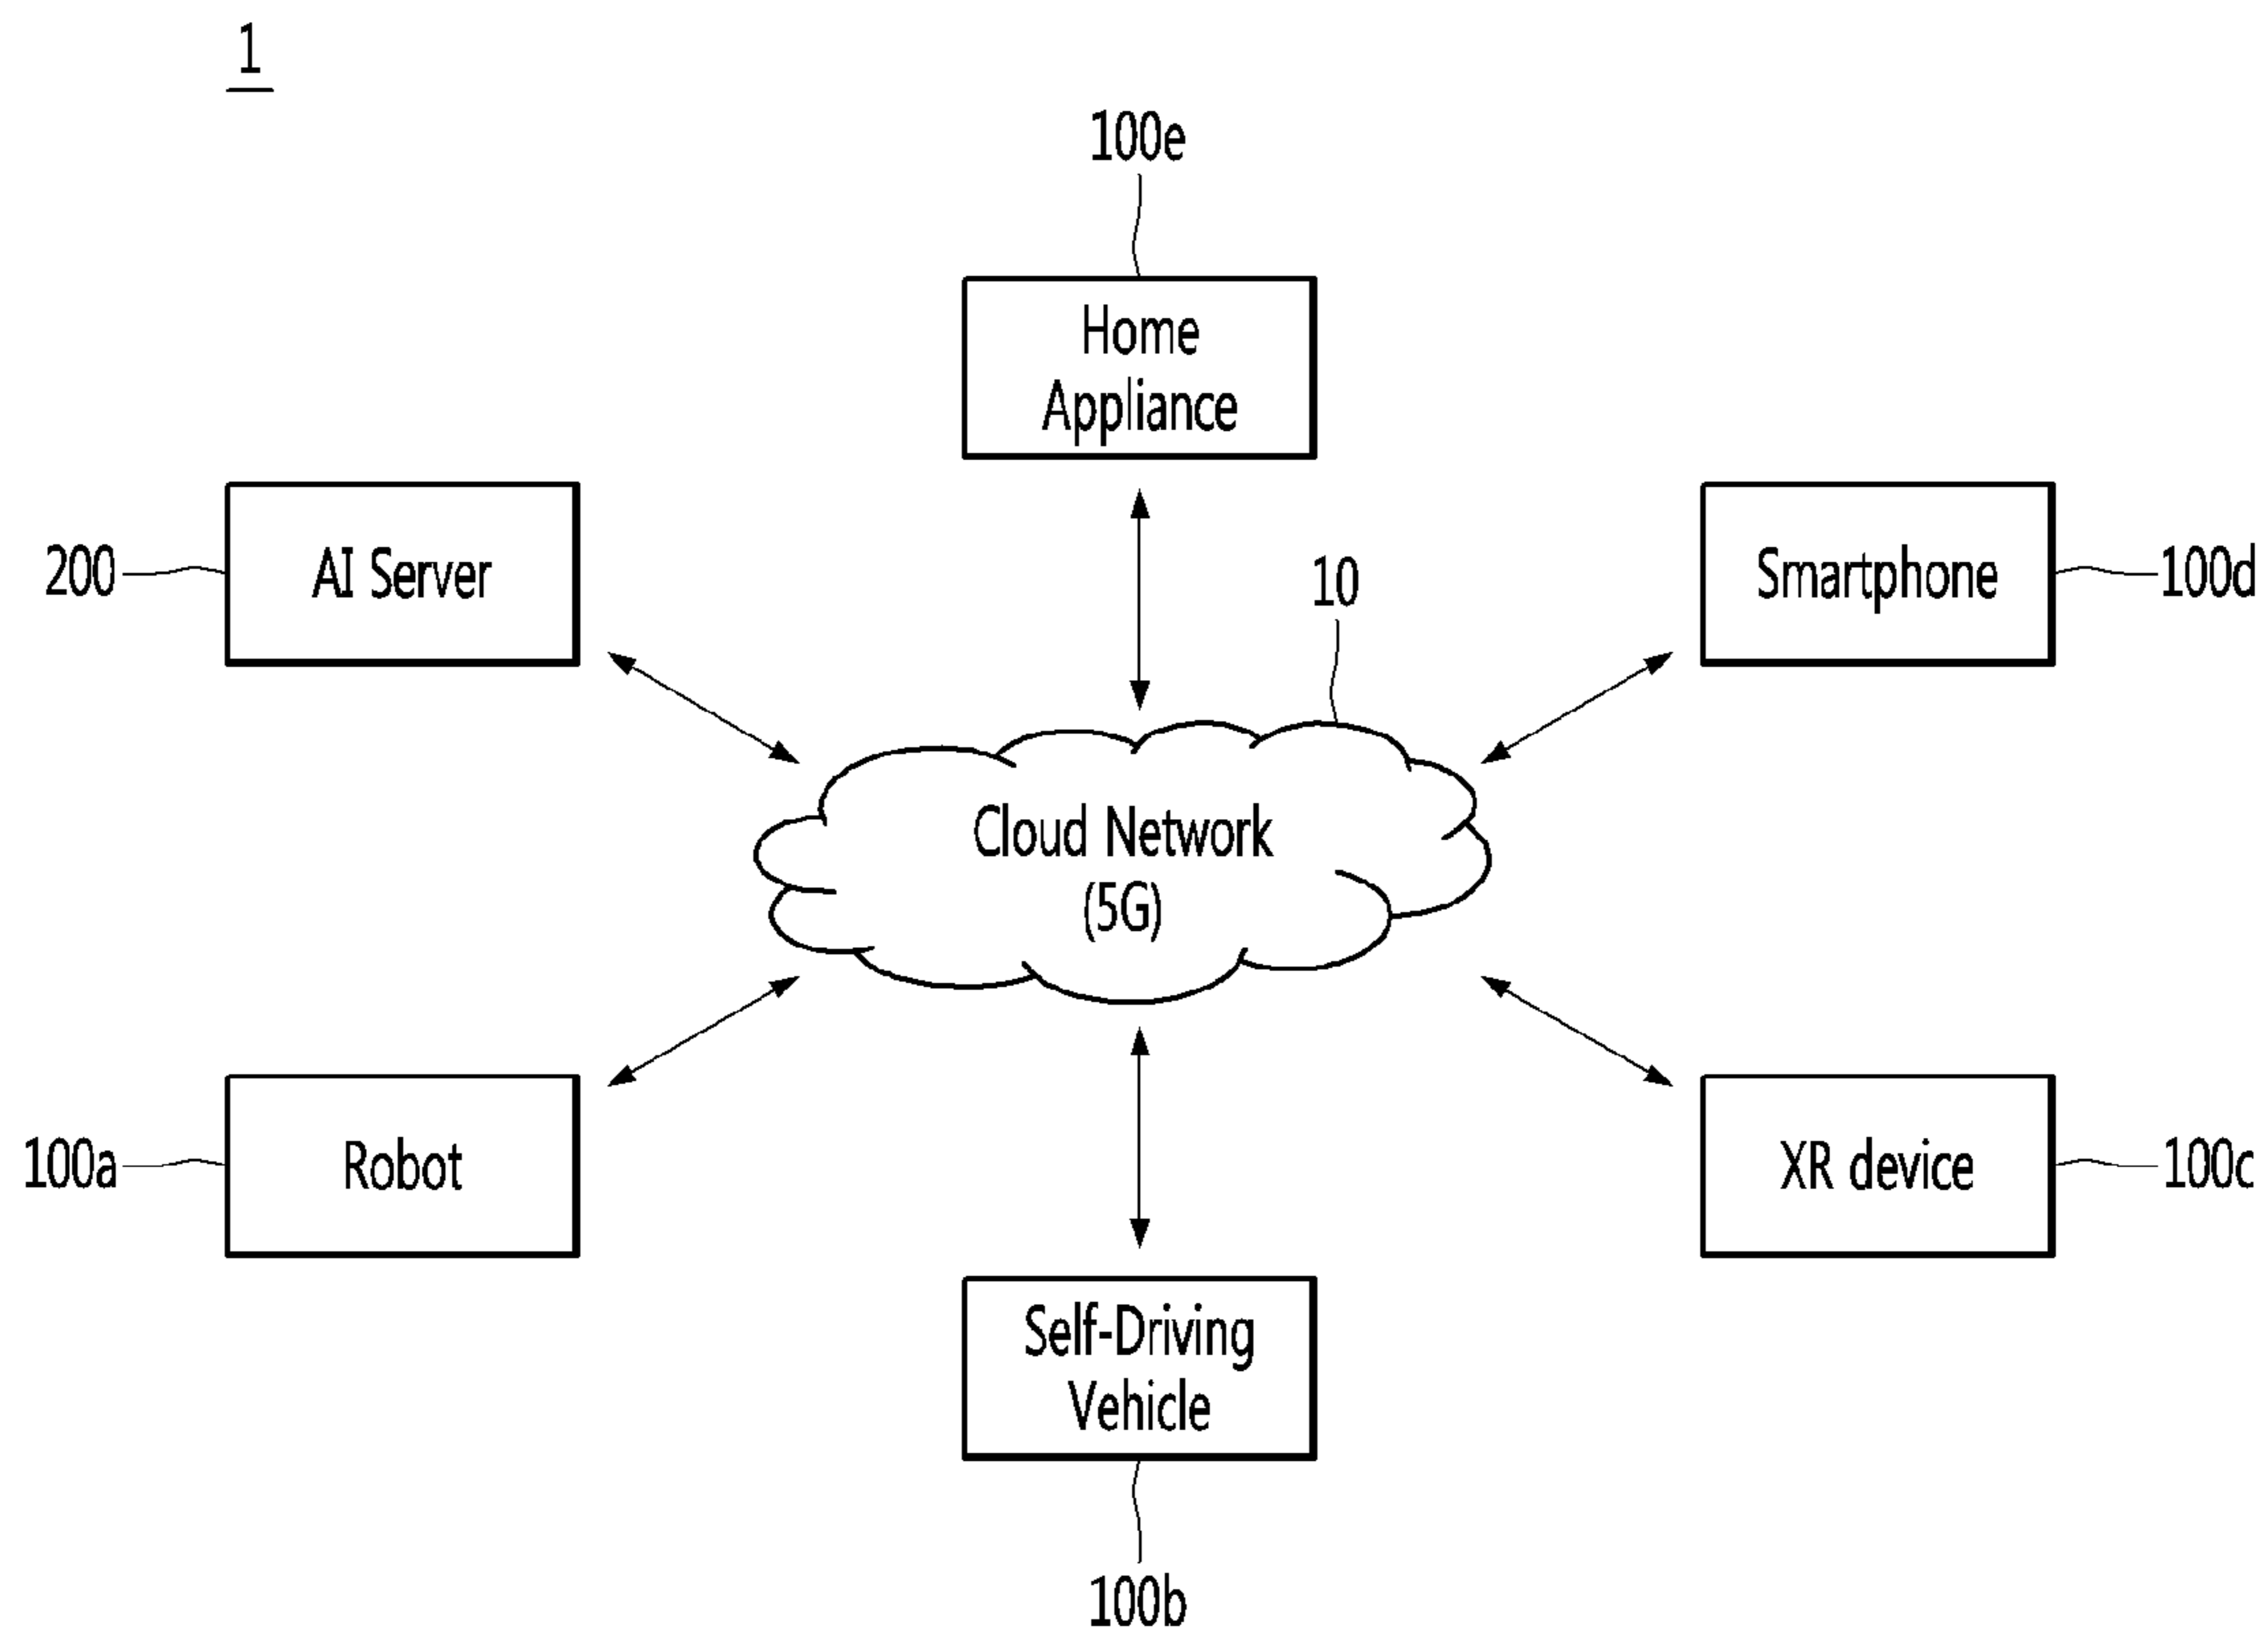 1
100e
Home
Appliance
200
AI Server
10
Smartphone
100d
Cloud Network
(5G)
100a
Robot
XR device
100c
Self-Driving
Vehicle
100b